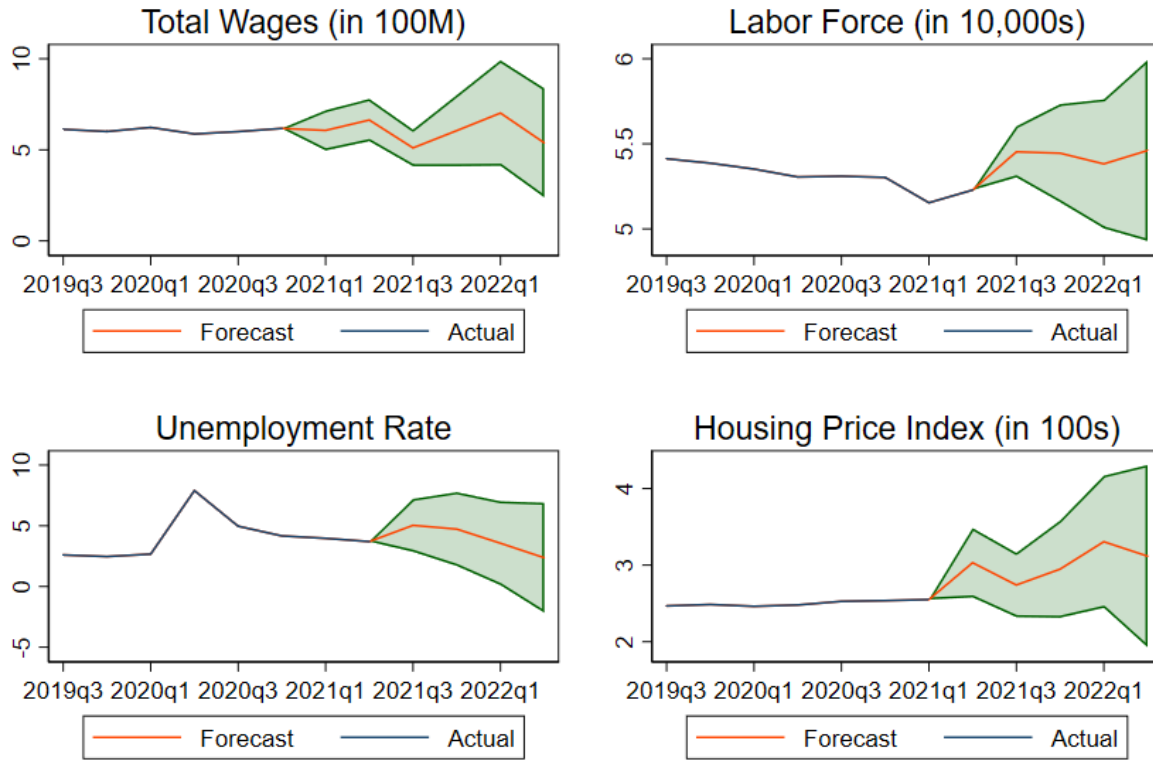 Total Wages (in 100M)
10
5
0
2019q3 2020q1 2020q3 2021q1 2021q3 2022q1
Forecast Actual
Labor Force (in 10,000s)
6
5.5
5
2019q3 2020q1 2020q3 2021q1 2021q3 2022q1
Forecast Actual
Unemployment Rate
10
5
0
-5
2019q3 2020q1 2020q3 2021q1 2021q3 2022q1
Forecast Actual
Housing Price Index (in 100s)
4
3
2
2019q3 2020q1 2020q3 2021q1 2021q3 2022q1
Forecast Actual